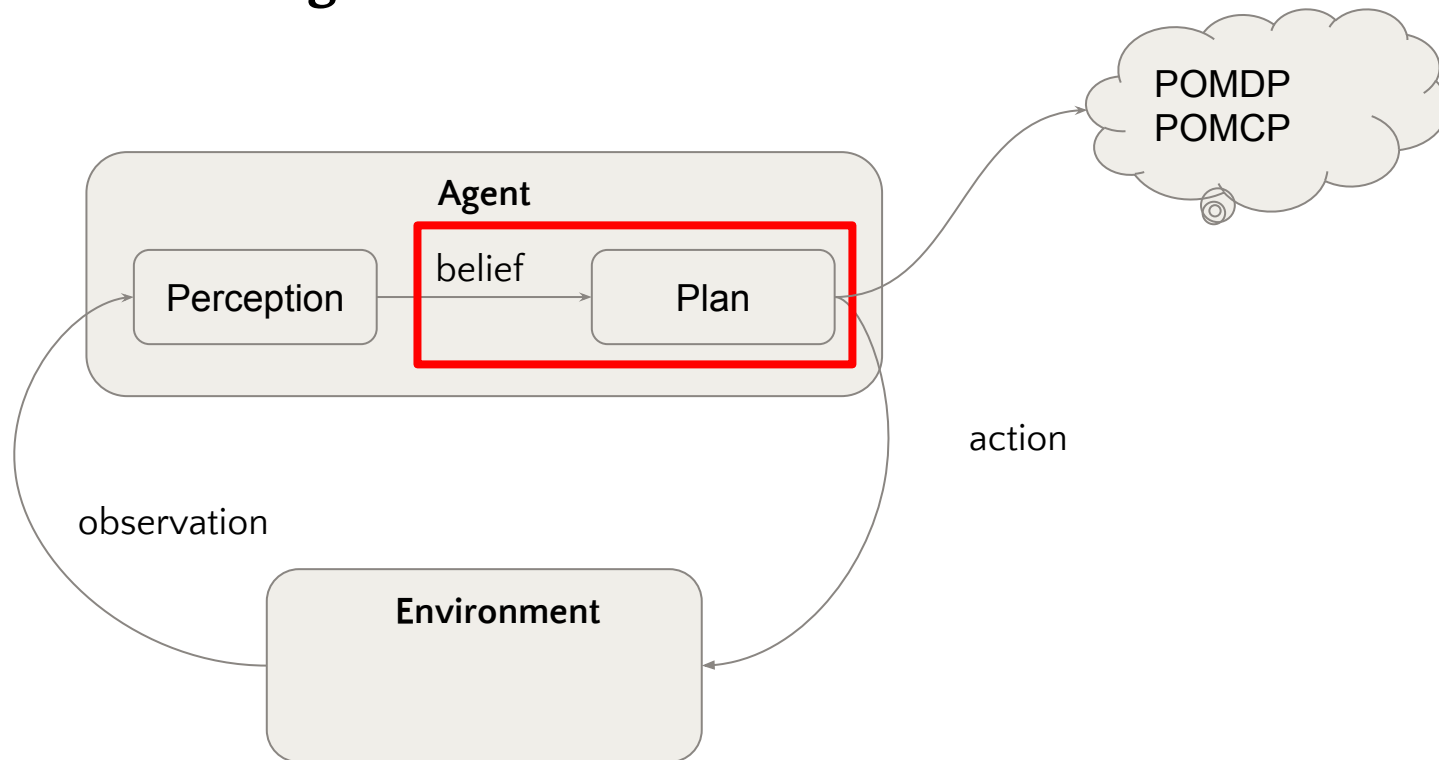 POMDP
POMCP
Agent
belief
Perception
Plan
action
observation
Environment